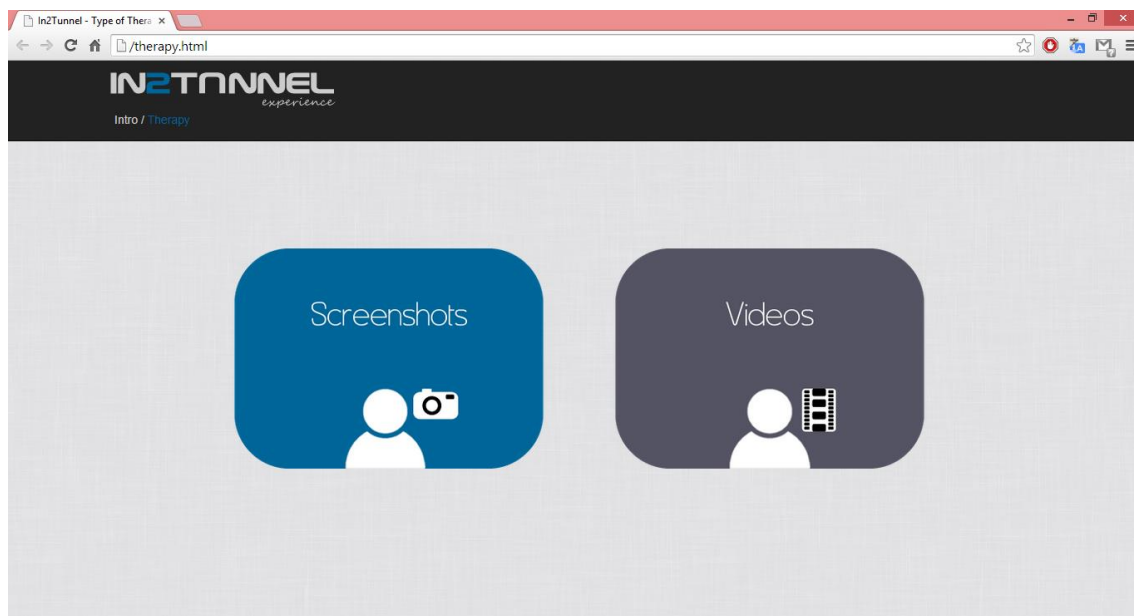 In2Tunnel - Type of Thera
/therapy.html
IN2TUNNEL
experience
Intro / Therapy
Screenshots
Videos